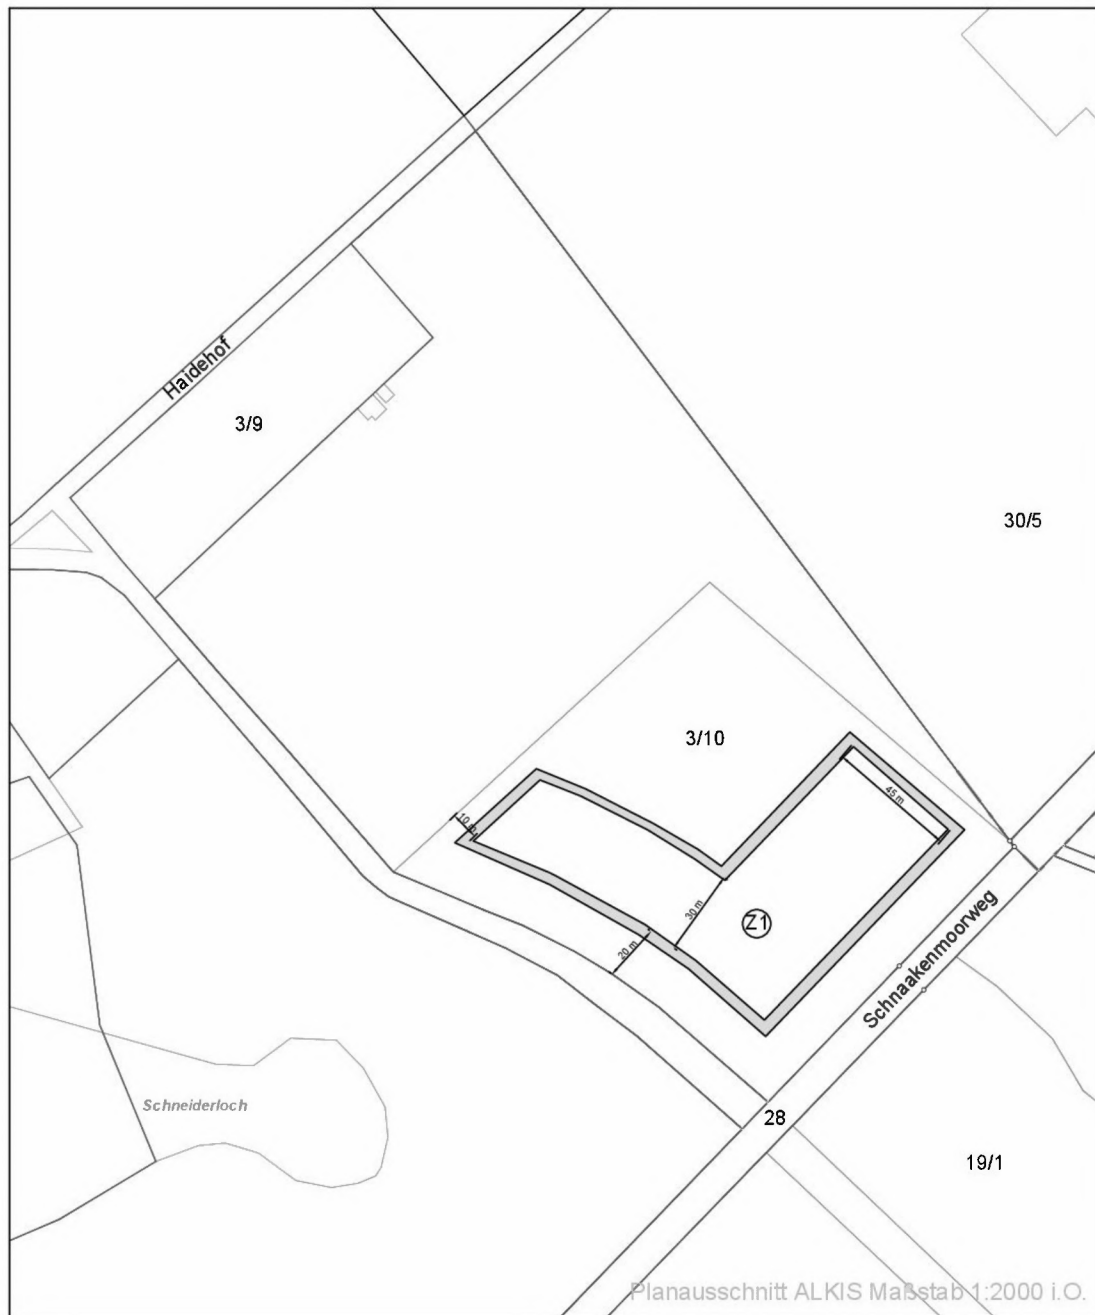 Haidehof
3/9
30/5
3/10
45 m
10 m
30 m
Z1
20 m
Schnaakenmoorweg
Schneiderloch
28
19/1
Planausschnitt ALKIS Maßstab 1:2000 i.O.